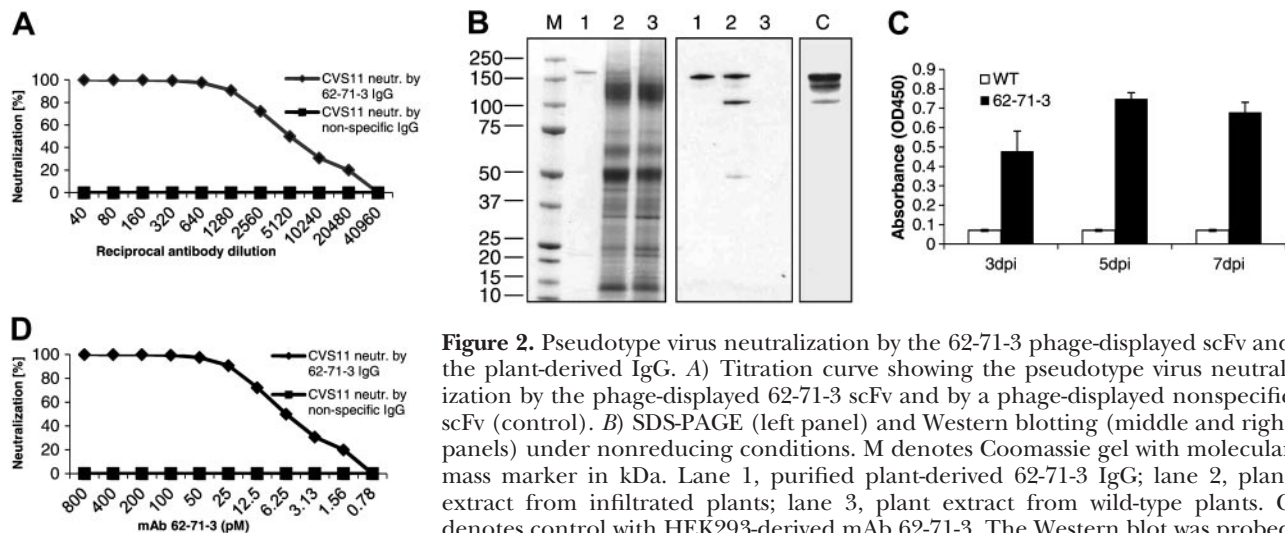 A
Neutralization [%]
100
80
60
40
20
0
40
80
160
320
640
1280
2560
5120
10240
20480
40960
Reciprocal antibody dilution
CVS11 neutr. by
62-71-3 IgG
CVS11 neutr. by
non-specific IgG
B
M 1 2 3
1 2 3
C
250
150
100
75
50
37
25
20
15
10
C
Absorbance (OD450)
0.9
0.8
0.7
0.6
0.5
0.4
0.3
0.2
0.1
0
WT
62-71-3
3dpi
5dpi
7dpi
D
Neutralization [%]
100
80
60
40
20
0
800
400
200
100
50
25
12.5
6.25
3.13
1.56
0.78
mAb 62-71-3 (pM)
CVS11 neutr. by
62-71-3 IgG
CVS11 neutr. by
non-specific IgG
Figure 2. Pseudotype virus neutralization by the 62-71-3 phage-displayed scFv and
the plant-derived IgG. A) Titration curve showing the pseudotype virus neutral-
ization by the phage-displayed 62-71-3 scFv and by a phage-displayed nonspecific
scFv (control). B) SDS-PAGE (left panel) and Western blotting (middle and righ
panels) under nonreducing conditions. M denotes Coomassie gel with molecular
mass marker in kDa. Lane 1, purified plant-derived 62-71-3 IgG; lane 2, plan
extract from infiltrated plants; lane 3, plant extract from wild-type plants. C
denotes control with HEK293-derived mAb 62-71-3. The Western blot was probed